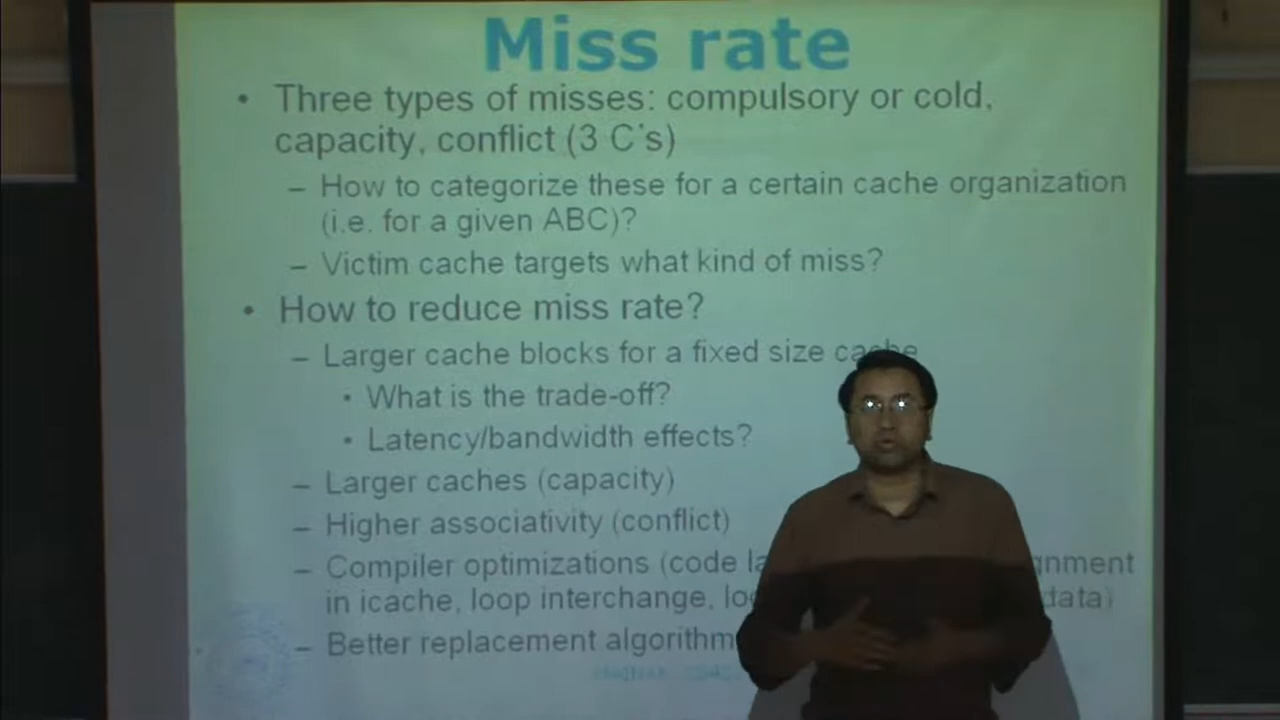 Miss rate
• Three types of misses: compulsory or cold,
capacity, conflict (3 C's)
– How to categorize these for a certain cache organization
(i.e. for a given ABC)?
– Victim cache targets what kind of miss?
• How to reduce miss rate?
– Larger cache blocks for a fixed size cache
• What is the trade-off?
• Latency/bandwidth effects?
– Larger caches (capacity)
– Higher associativity (conflict)
– Compiler optimizations (code
in icache, loop interchange, data)
– Better replacement algorithm